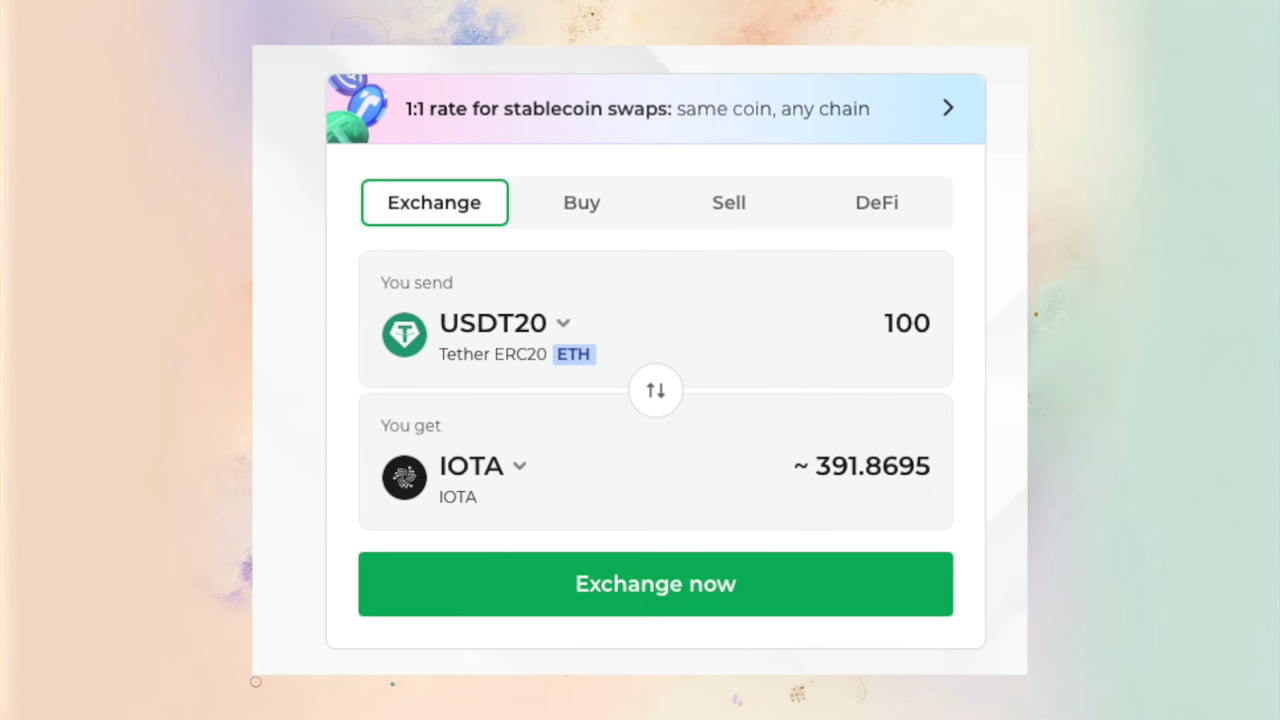 1:1 rate for stablecoin swaps: same coin, any chain
Exchange Buy Sell DeFi
You send
USDT20 100
Tether ERC20 ETH
You get
IOTA ~ 391.8695
IOTA
Exchange now